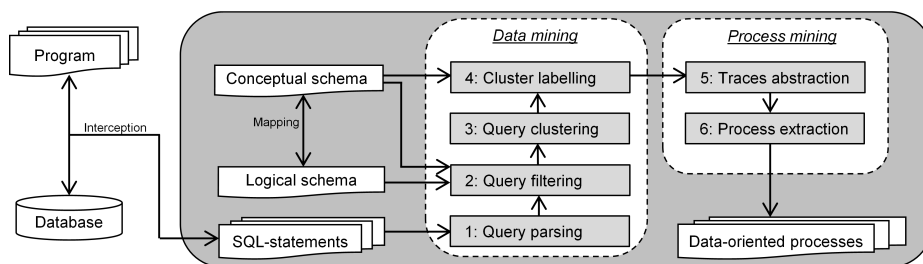 Data mining
Process mining
Program
Conceptual schema
4: Cluster labelling
5: Traces abstraction
Interception
Mapping
3: Query clustering
6: Process extraction
Logical schema
2: Query filtering
Database
SQL-statements
1: Query parsing
Data-oriented processes